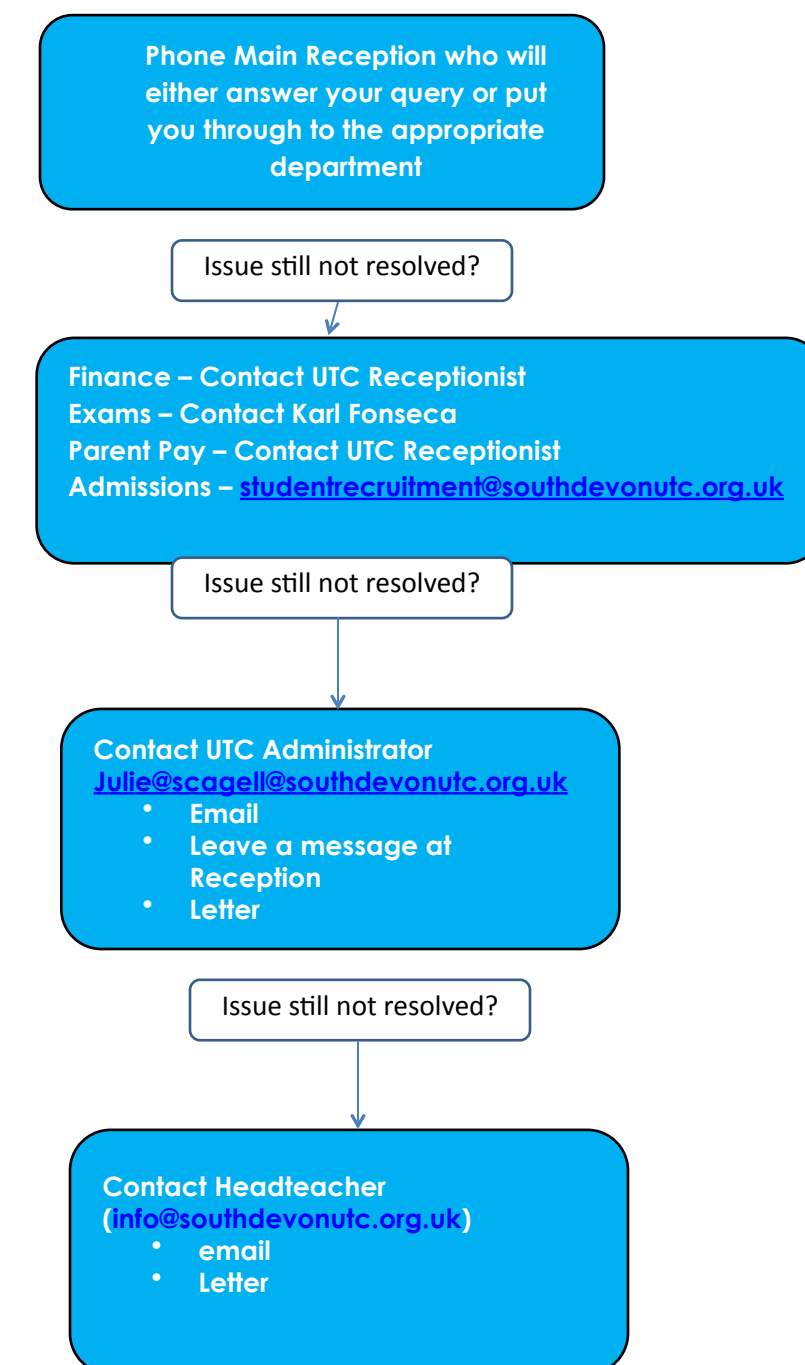 Phone Main Reception who will
either answer your query or put
you through to the appropriate
department
Issue still not resolved?
Finance – Contact UTC Receptionist
Exams – Contact Karl Fonseca
Parent Pay – Contact UTC Receptionist
Admissions – studentrecruitment@southdevonutc.org.uk
Issue still not resolved?
Contact UTC Administrator
Julie@scagell@southdevonutc.org.uk
• Email
• Leave a message at
Reception
• Letter
Issue still not resolved?
Contact Headteacher
(info@southdevonutc.org.uk)
• email
• Letter